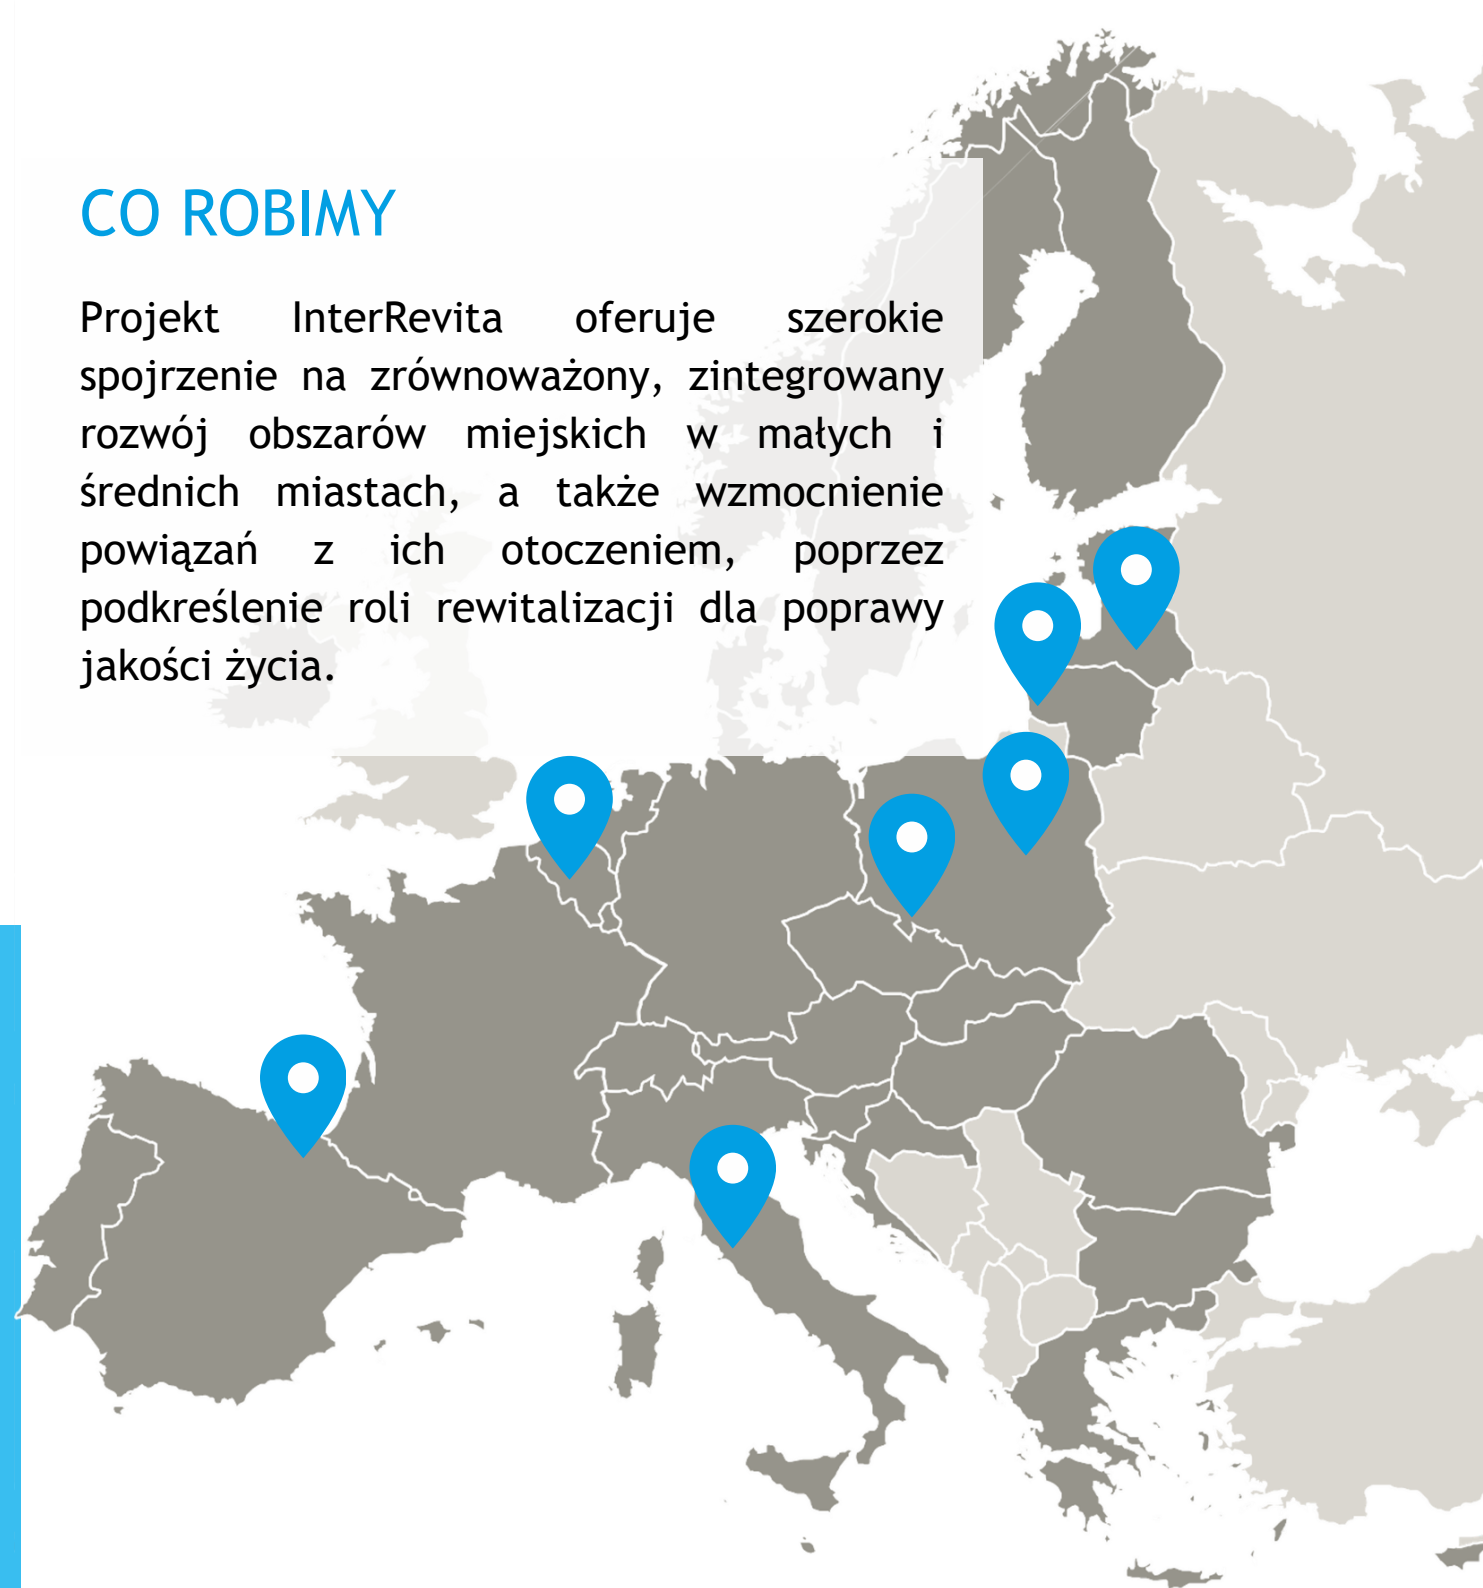 CO ROBIMY
Projekt InterRevita oferuje szerokie
spojrzenie na zrównoważony, zintegrowany
rozwój obszarów miejskich w małych i
średnich miastach, a także wzmocnienie
powiązań z ich otoczeniem, poprzez
podkreślenie roli rewitalizacji dla poprawy
jakości życia.